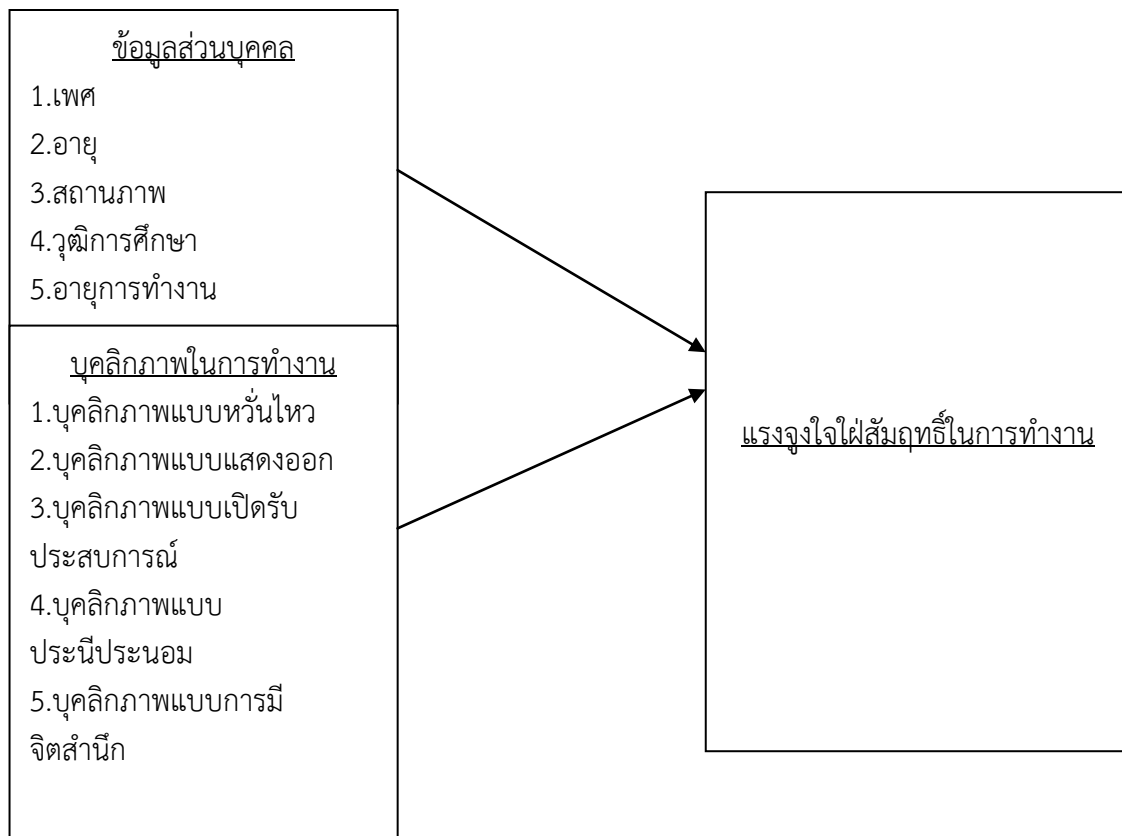 ข้อมูลส่วนบุคคล
1.เพศ
2.อายุ
3.สถานภาพ
4.วุฒิการศึกษา
5.อายุการทำงาน
บุคลิกภาพในการทำงาน
1.บุคลิกภาพแบบหวั่นไหว
2.บุคลิกภาพแบบแสดงออก
3.บุคลิกภาพแบบเปิดรับ
ประสบการณ์
4.บุคลิกภาพแบบ
ประนีประนอม
5.บุคลิกภาพแบบการมี
จิตสำนึก
แรงจูงใจใฝ่สัมฤทธิ์ในการทำงาน